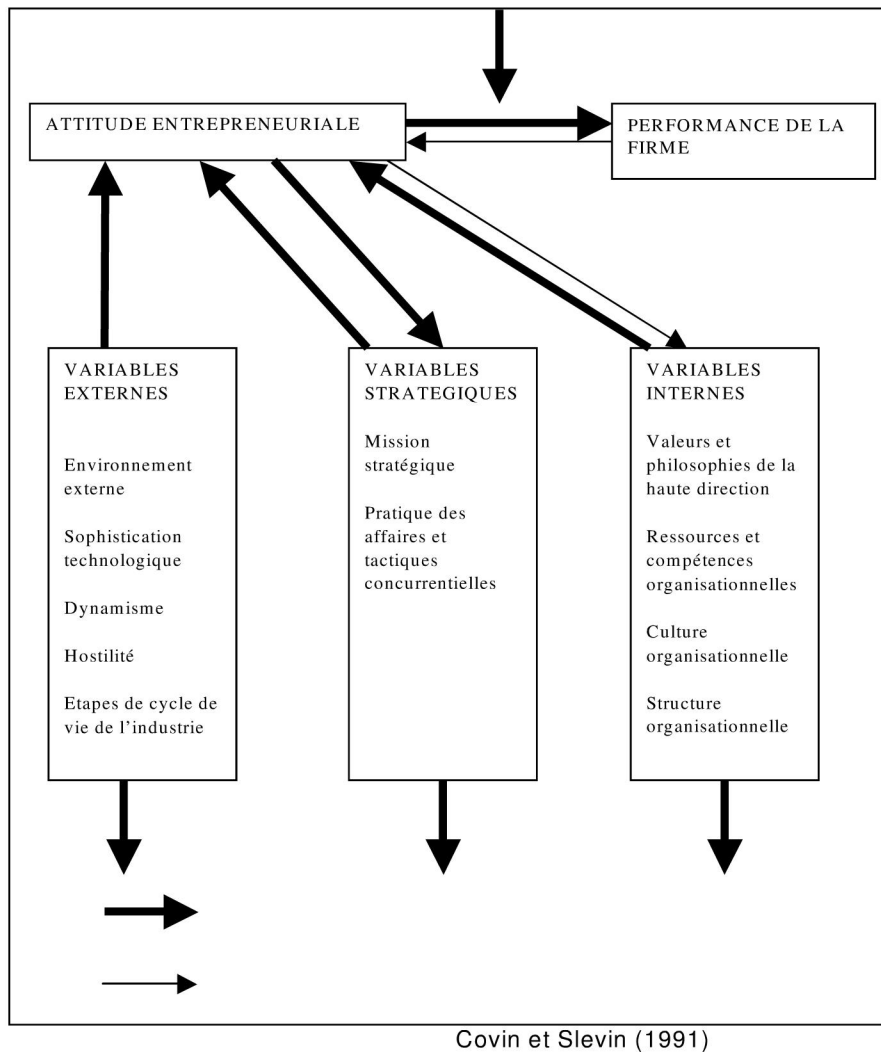 ATTITUDE ENTREPRENEURIALE
PERFORMANCE DE LA
FIRME
VARIABLES
EXTERNES
Environnement
externe
Sophistication
technologique
Dynamisme
Hostilité
Etapes de cycle de
vie de l'industrie
VARIABLES
STRATEGIQUES
Mission
stratégique
Pratique des
affaires et
tactiques
concurrentielles
VARIABLES
INTERNES
Valeurs et
philosophies de la
haute direction
Ressources et
compétences
organisationnelles
Culture
organisationnelle
Structure
organisationnelle
Covin et Slevin (1991)